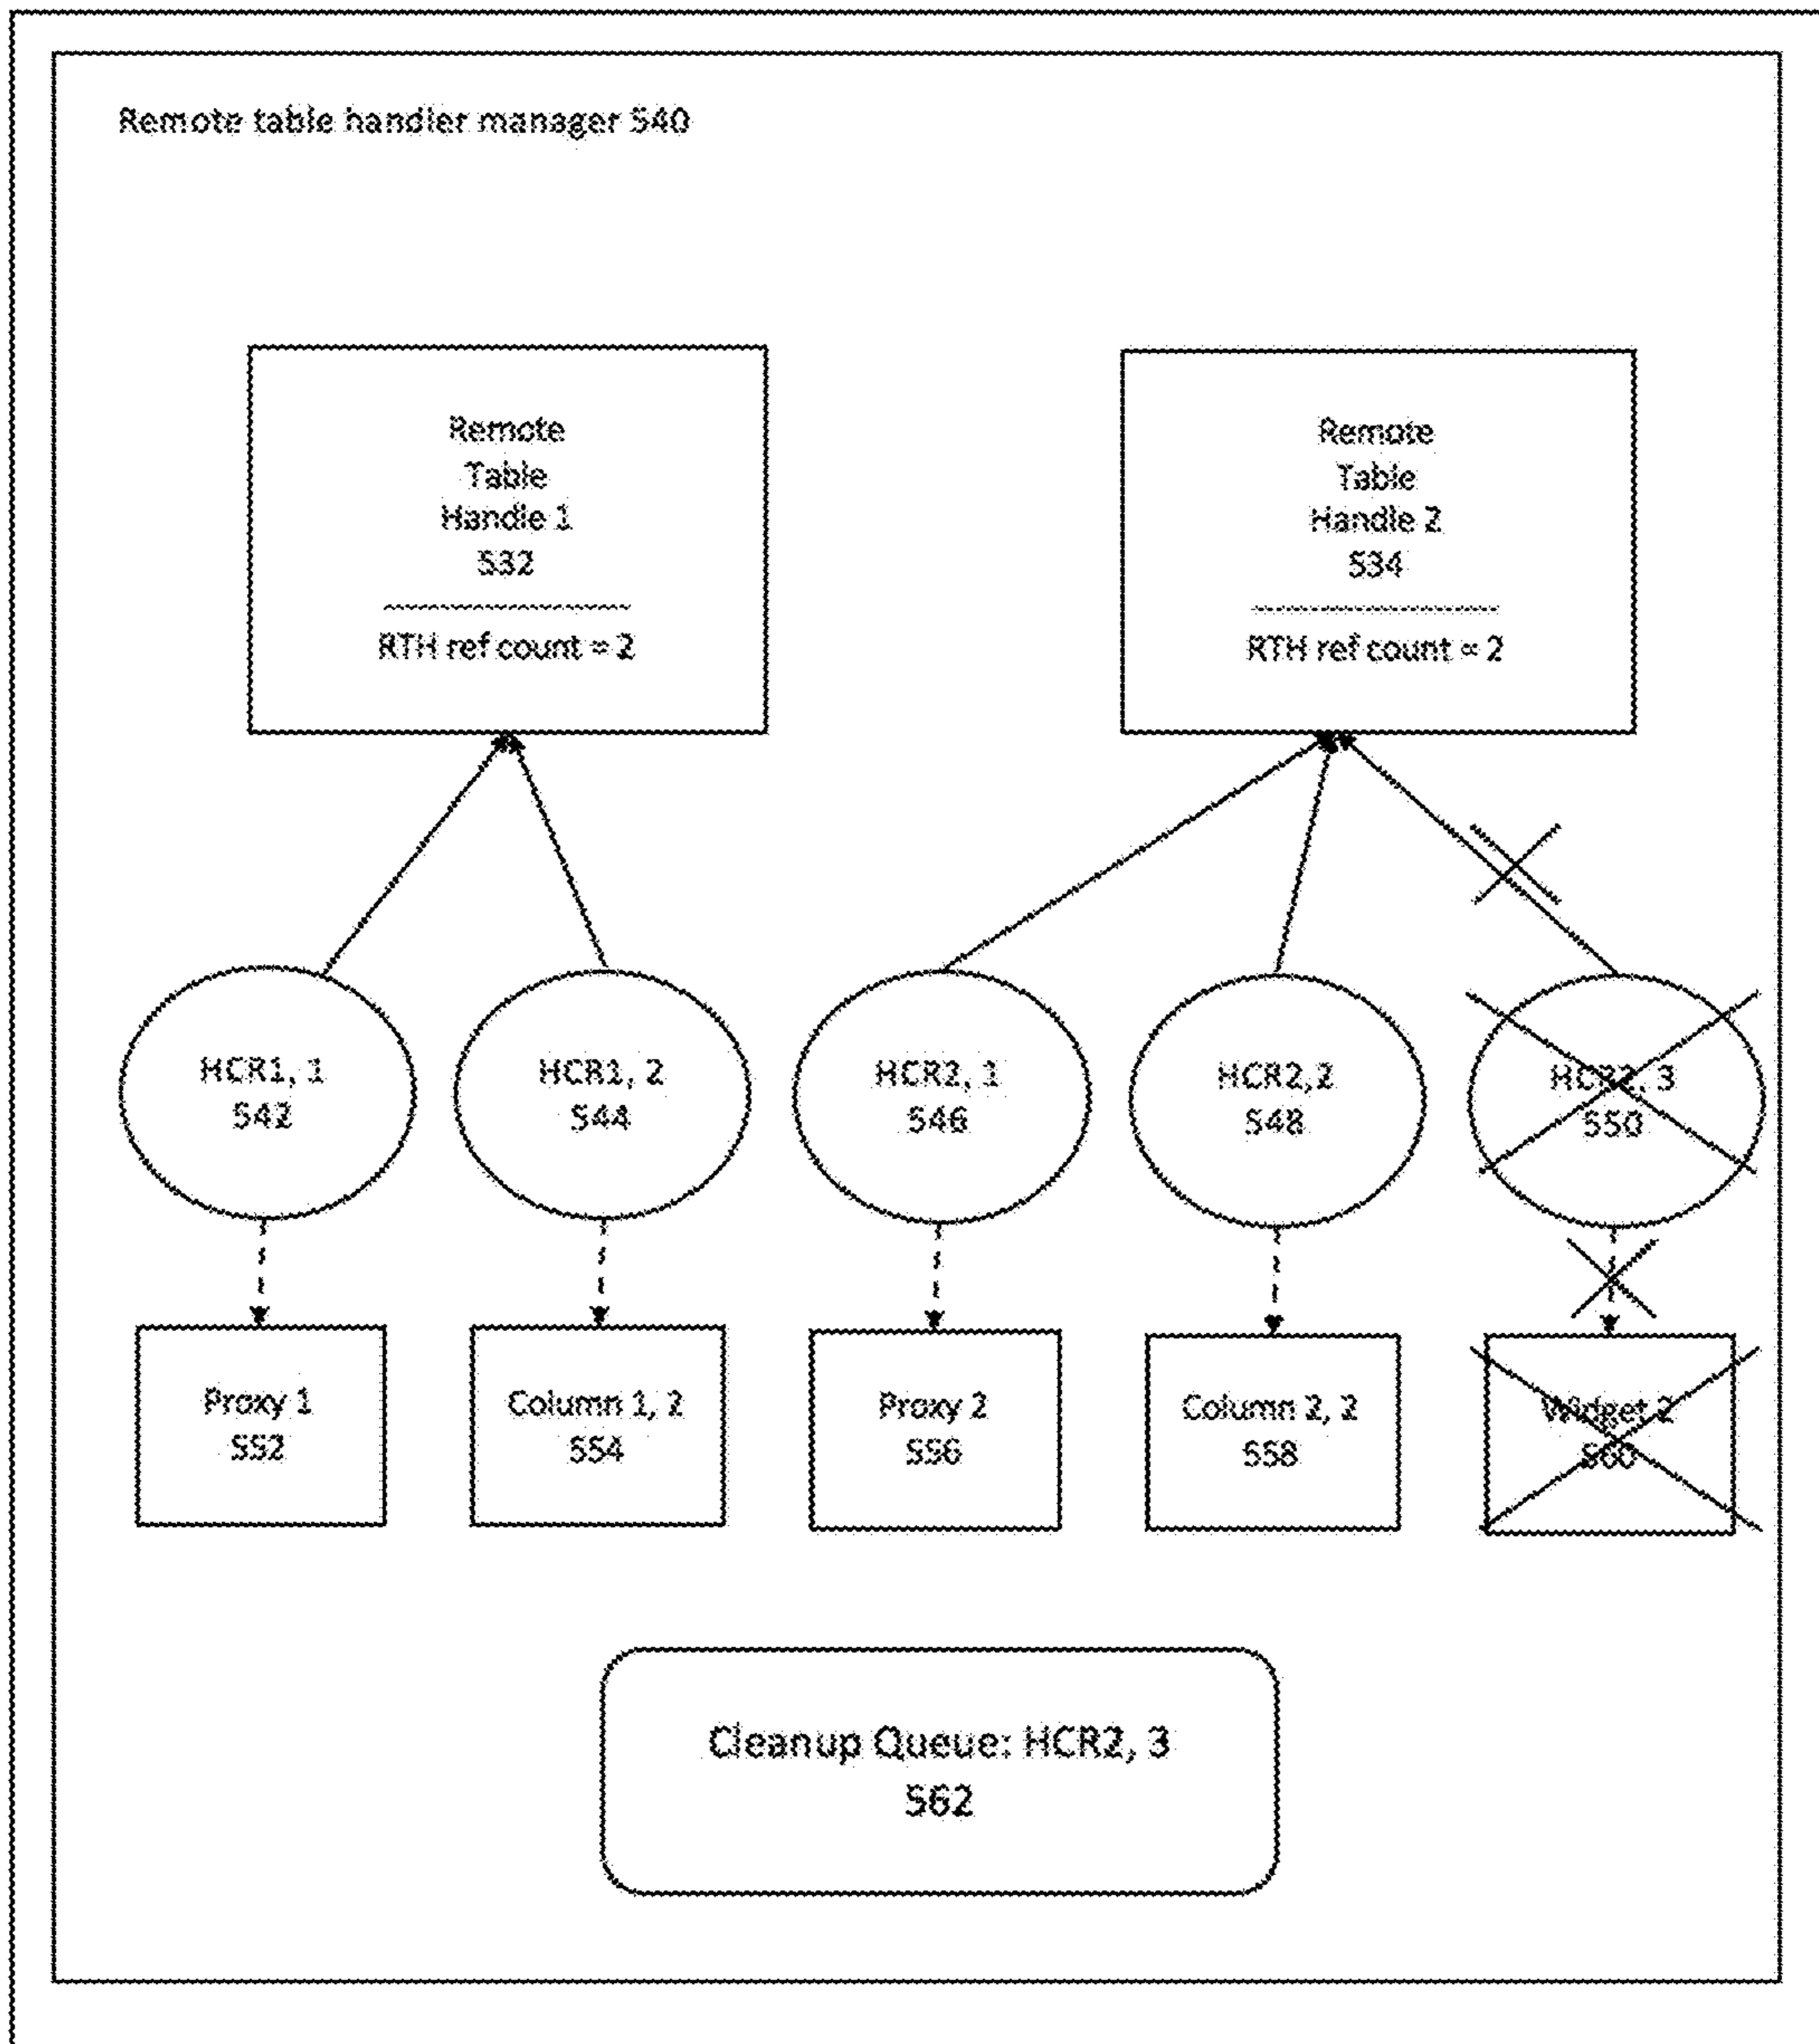 Remote table handler manager 540
Remote
Table
Handle 1
532
RTH ref count = 2
Remote
Table
Handle 2
534
RTH ref count = 2
HCR1, 1
542
HCR1, 2
544
HCR2, 1
546
HCR2,2
548
HCR2, 3
550
Proxy 1
552
Column 1, 2
554
Proxy 2
556
Column 2, 2
558
Widget 2
560
Cleanup Queue: HCR2, 3
562